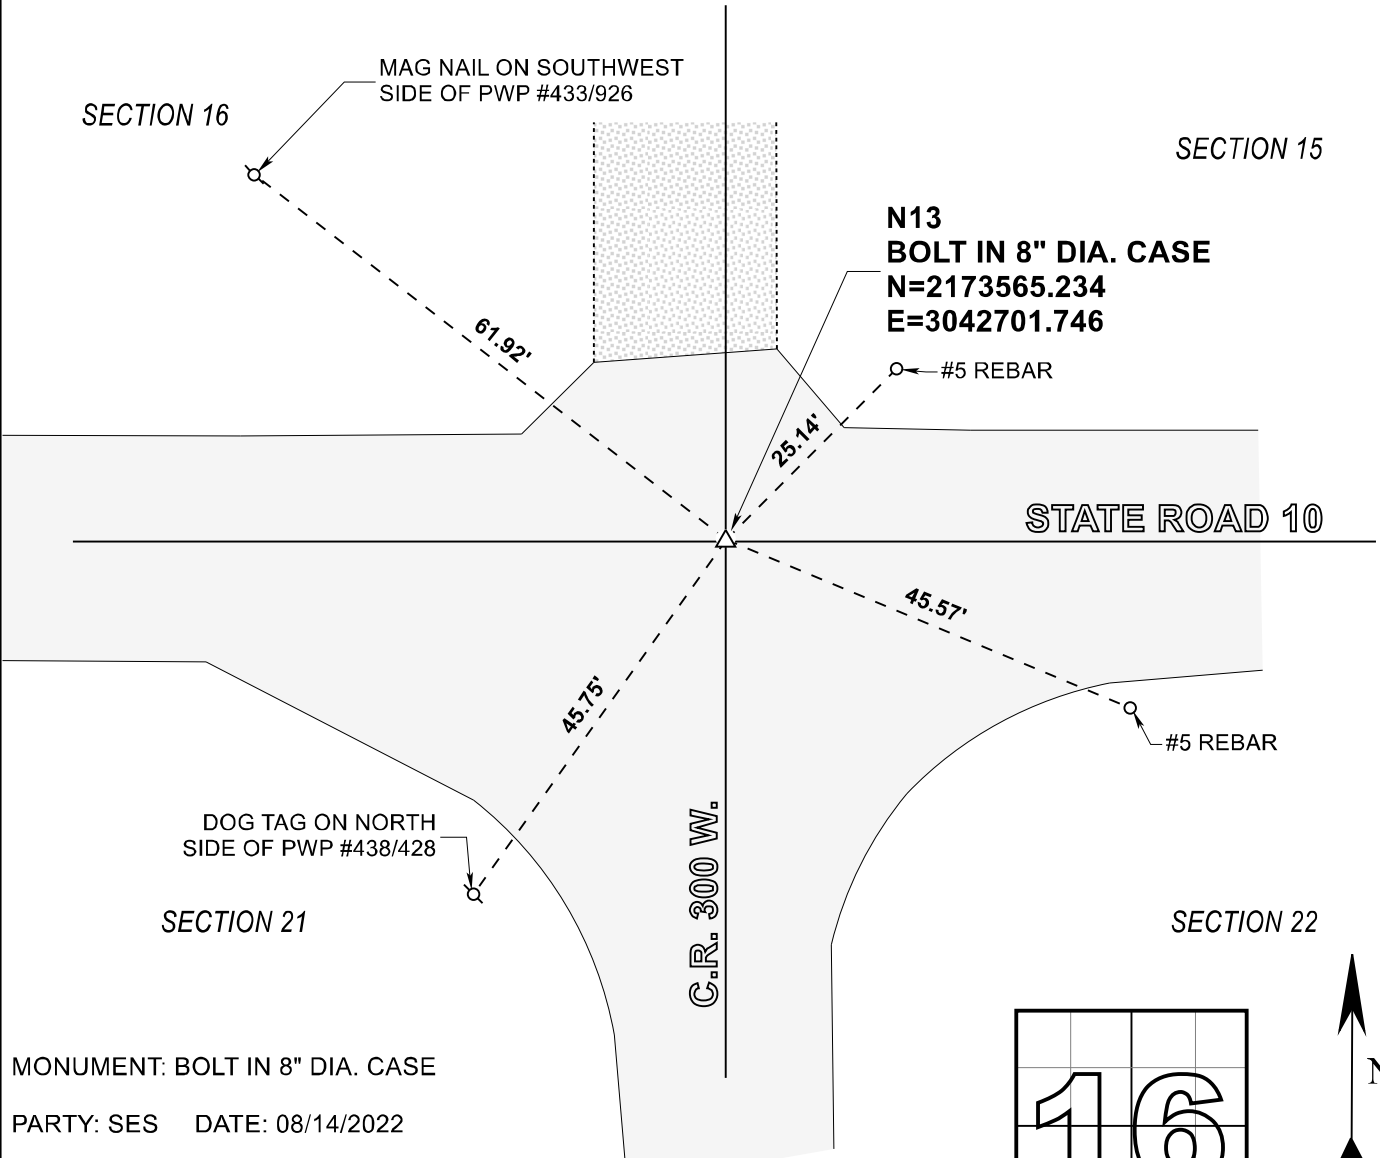 MAG NAIL ON SOUTHWEST
SIDE OF PWP #433/926
SECTION 16
SECTION 15
N13
BOLT IN 8" DIA. CASE
N=2173565.234
E=3042701.746
61.92'
#5 REBAR
25.14'
STATE ROAD 10
45.57'
45.75'
#5 REBAR
C.R. 300 W.
DOG TAG ON NORTH
SIDE OF PWP #438/428
SECTION 21
SECTION 22
MONUMENT: BOLT IN 8" DIA. CASE
N
16
PARTY: SES DATE: 08/14/2022